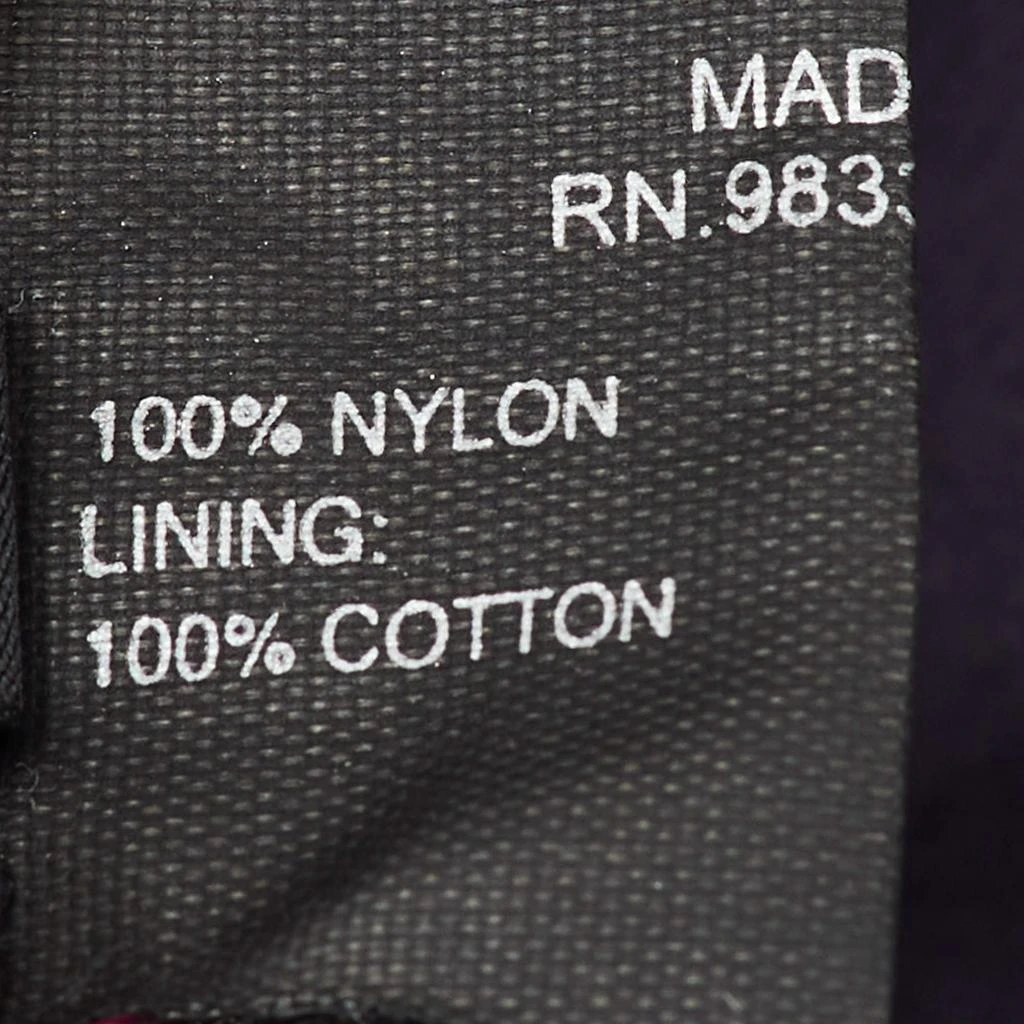 MAD
RN.983
100% NYLON
LINING:
100% COTTON